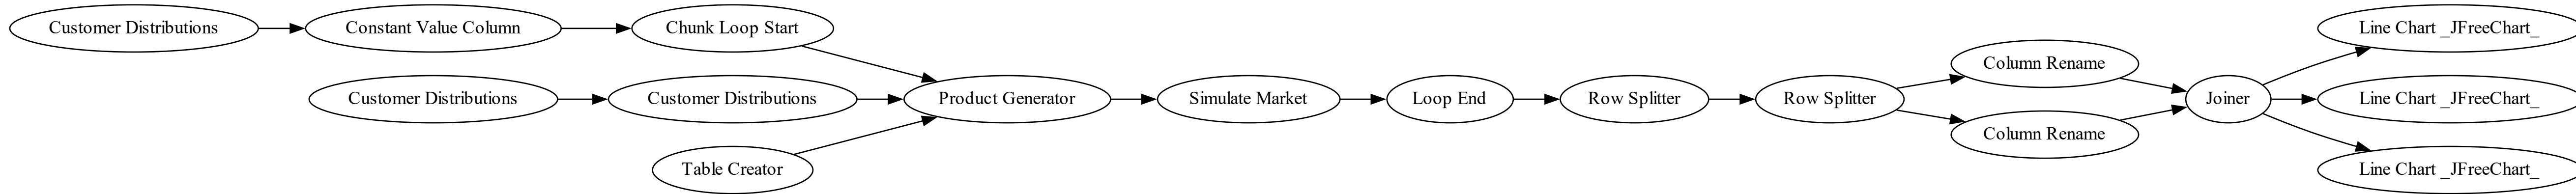 Customer Distributions
Constant Value Column
Chunk Loop Start
Customer Distributions
Customer Distributions
Table Creator
Product Generator
Simulate Market
Loop End
Row Splitter
Row Splitter
Column Rename
Column Rename
Joiner
Line Chart _JFreeChart_
Line Chart _JFreeChart_
Line Chart _JFreeChart_